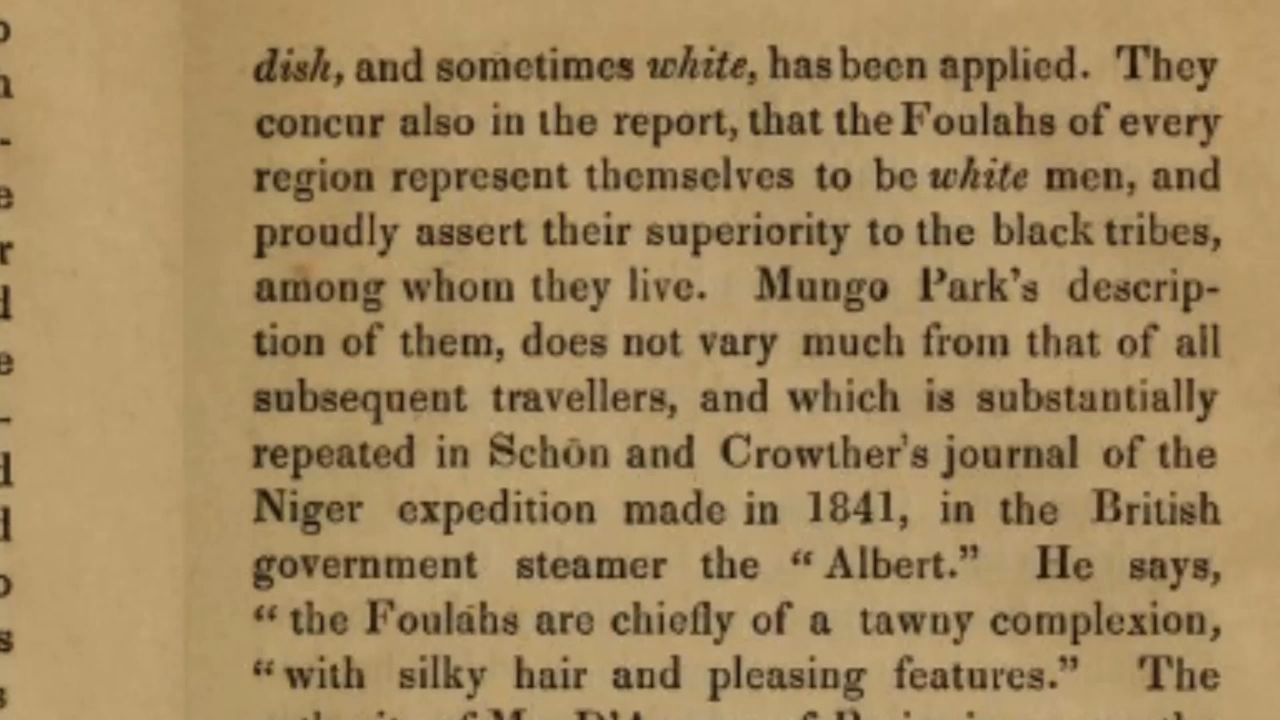 dish, and sometimes white, has been applied. They
concur also in the report, that the Foulahs of every
region represent themselves to be white men, and
proudly assert their superiority to the black tribes,
among whom they live. Mungo Park's descrip-
tion of them, does not vary much from that of all
subsequent travellers, and which is substantially
repeated in Schön and Crowther's journal of the
Niger expedition made in 1841, in the British
government steamer the “ Albert.” He says,
“ the Foulahs are chiefly of a tawny complexion,
“ with silky hair and pleasing features.” The